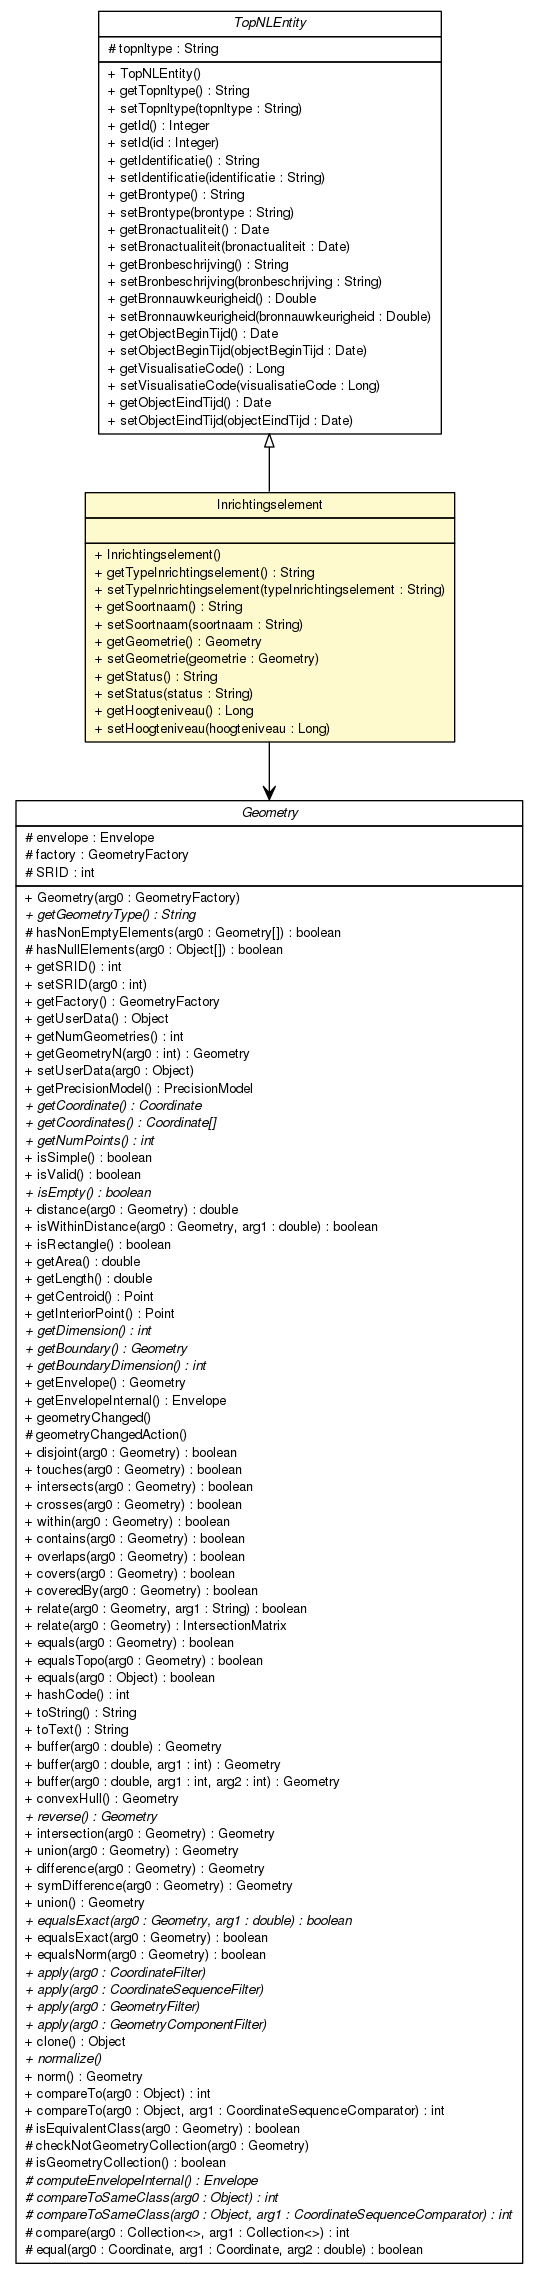 TopNLEntity
# topnltype : String
+ TopNLEntity()
+ getTopnltype() : String
+ setTopnltype(topnltype : String)
+ getId() : Integer
+ setId(id : Integer)
+ getIdentificatie() : String
+ setIdentificatie(identificatie : String)
+ getBrontype() : String
+ setBrontype(brontype : String)
+ getBronactualiteit() : Date
+ setBronactualiteit(bronactualiteit : Date)
+ getBronbeschrijving() : String
+ setBronbeschrijving(bronbeschrijving : String)
+ getBronnauwkeurigheid() : Double
+ setBronnauwkeurigheid(bronnauwkeurigheid : Double)
+ getObjectBeginTijd() : Date
+ setObjectBeginTijd(objectBeginTijd : Date)
+ getVisualisatieCode() : Long
+ setVisualisatieCode(visualisatieCode : Long)
+ getObjectEindTijd() : Date
+ setObjectEindTijd(objectEindTijd : Date)
Inrichtingselement
+ Inrichtingselement()
+ getTypeInrichtingselement() : String
+ setTypeInrichtingselement(typeInrichtingselement : String)
+ getSoortnaam() : String
+ setSoortnaam(soortnaam : String)
+ getGeometrie() : Geometry
+ setGeometrie(geometrie : Geometry)
+ getStatus() : String
+ setStatus(status : String)
+ getHoogteniveau() : Long
+ setHoogteniveau(hoogteniveau : Long)
Geometry
# envelope : Envelope
# factory : GeometryFactory
# SRID : int
+ Geometry(arg0 : GeometryFactory)
+ getGeometryType() : String
# hasNonEmptyElements(arg0 : Geometry[]) : boolean
# hasNullElements(arg0 : Object[]) : boolean
+ getSRID() : int
+ setSRID(arg0 : int)
+ getFactory() : GeometryFactory
+ getUserData() : Object
+ getNumGeometries() : int
+ getGeometryN(arg0 : int) : Geometry
+ setUserData(arg0 : Object)
+ getPrecisionModel() : PrecisionModel
+ getCoordinate() : Coordinate
+ getCoordinates() : Coordinate[]
+ getNumPoints() : int
+ isSimple() : boolean
+ isValid() : boolean
+ isEmpty() : boolean
+ distance(arg0 : Geometry) : double
+ isWithinDistance(arg0 : Geometry, arg1 : double) : boolean
+ isRectangle() : boolean
+ getArea() : double
+ getLength() : double
+ getCentroid() : Point
+ getInteriorPoint() : Point
+ getDimension() : int
+ getBoundary() : Geometry
+ getBoundaryDimension() : int
+ getEnvelope() : Geometry
+ getEnvelopeInternal() : Envelope
+ geometryChanged()
# geometryChangedAction()
+ disjoint(arg0 : Geometry) : boolean
+ touches(arg0 : Geometry) : boolean
+ intersects(arg0 : Geometry) : boolean
+ crosses(arg0 : Geometry) : boolean
+ within(arg0 : Geometry) : boolean
+ contains(arg0 : Geometry) : boolean
+ overlaps(arg0 : Geometry) : boolean
+ covers(arg0 : Geometry) : boolean
+ coveredBy(arg0 : Geometry) : boolean
+ relate(arg0 : Geometry, arg1 : String) : boolean
+ relate(arg0 : Geometry) : IntersectionMatrix
+ equals(arg0 : Geometry) : boolean
+ equalsTopo(arg0 : Geometry) : boolean
+ equals(arg0 : Object) : boolean
+ hashCode() : int
+ toString() : String
+ toText() : String
+ buffer(arg0 : double) : Geometry
+ buffer(arg0 : double, arg1 : int) : Geometry
+ buffer(arg0 : double, arg1 : int, arg2 : int) : Geometry
+ convexHull() : Geometry
+ reverse() : Geometry
+ intersection(arg0 : Geometry) : Geometry
+ union(arg0 : Geometry) : Geometry
+ difference(arg0 : Geometry) : Geometry
+ symDifference(arg0 : Geometry) : Geometry
+ union() : Geometry
+ equalsExact(arg0 : Geometry, arg1 : double) : boolean
+ equalsExact(arg0 : Geometry) : boolean
+ equalsNorm(arg0 : Geometry) : boolean
+ apply(arg0 : CoordinateFilter)
+ apply(arg0 : CoordinateSequenceFilter)
+ apply(arg0 : GeometryFilter)
+ apply(arg0 : GeometryComponentFilter)
+ clone() : Object
+ normalize()
+ norm() : Geometry
+ compareTo(arg0 : Object) : int
+ compareTo(arg0 : Object, arg1 : CoordinateSequenceComparator) : int
# isEquivalentClass(arg0 : Geometry) : boolean
# checkNotGeometryCollection(arg0 : Geometry)
# isGeometryCollection() : boolean
# computeEnvelopeInternal() : Envelope
# compareToSameClass(arg0 : Object) : int
# compareToSameClass(arg0 : Object, arg1 : CoordinateSequenceComparator) : int
# compare(arg0 : Collection<>, arg1 : Collection<>) : int
# equal(arg0 : Coordinate, arg1 : Coordinate, arg2 : double) : boolean